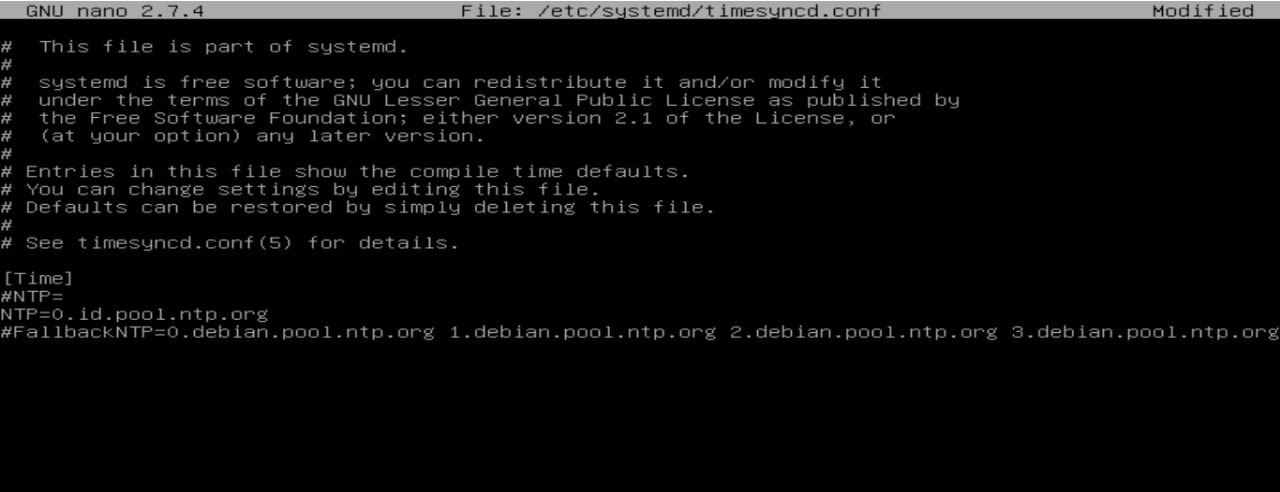 GNU nano 2.7.4 File: /etc/systemd/timesyncd.conf Modified
#  This file is part of systemd.
#
#  systemd is free software; you can redistribute it and/or modify it
#  under the terms of the GNU Lesser General Public License as published by
#  the Free Software Foundation; either version 2.1 of the License, or
#  (at your option) any later version.
#
# Entries in this file show the compile time defaults.
# You can change settings by editing this file.
# Defaults can be restored by simply deleting this file.
#
# See timesyncd.conf(5) for details.
[Time]
#NTP=
NTP=0.id.pool.ntp.org
#FallbackNTP=0.debian.pool.ntp.org 1.debian.pool.ntp.org 2.debian.pool.ntp.org 3.debian.pool.ntp.org